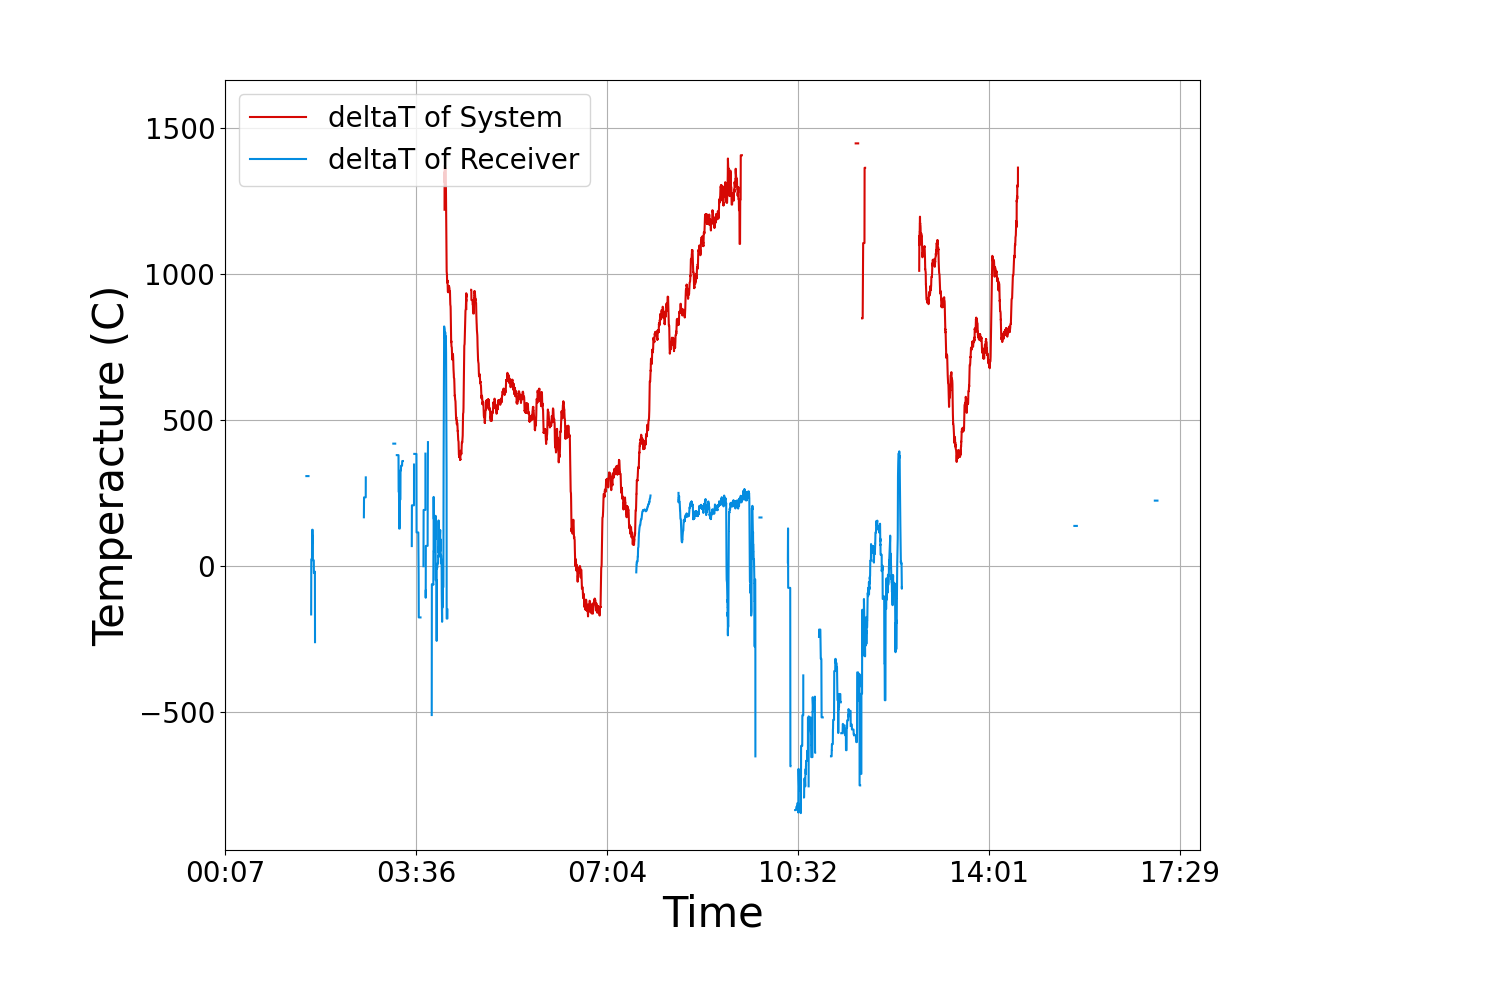 deltaT of System
deltaT of Receiver
1500
1000
500
0
−500
Temperacture (C)
00:07 03:36 07:04 10:32 14:01 17:29
Time